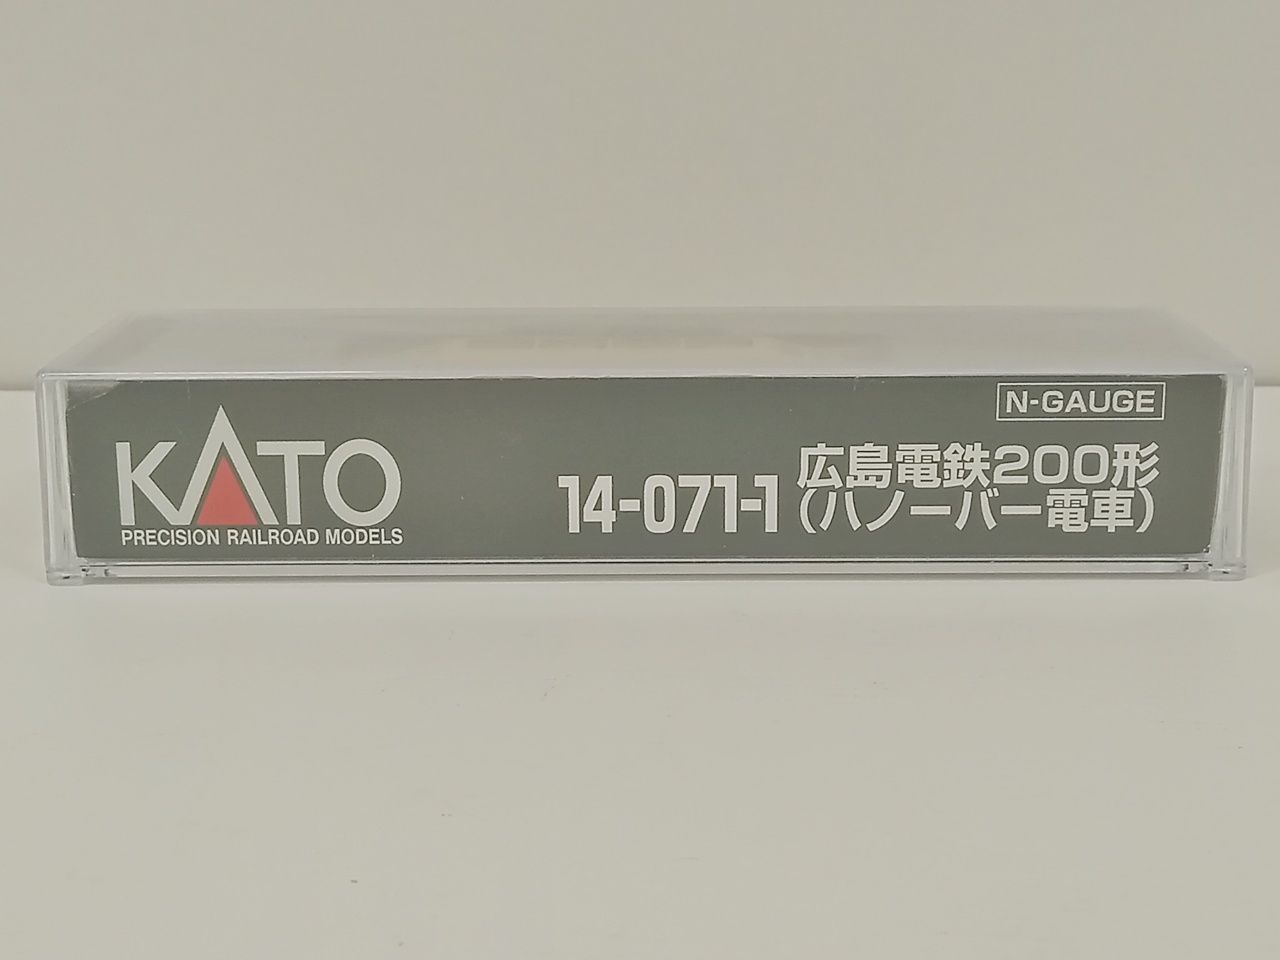 N-GAUGE
KATO
PRECISION RAILROAD MODELS
14-071-1
広島電鉄200形
(ハノーバー電車)